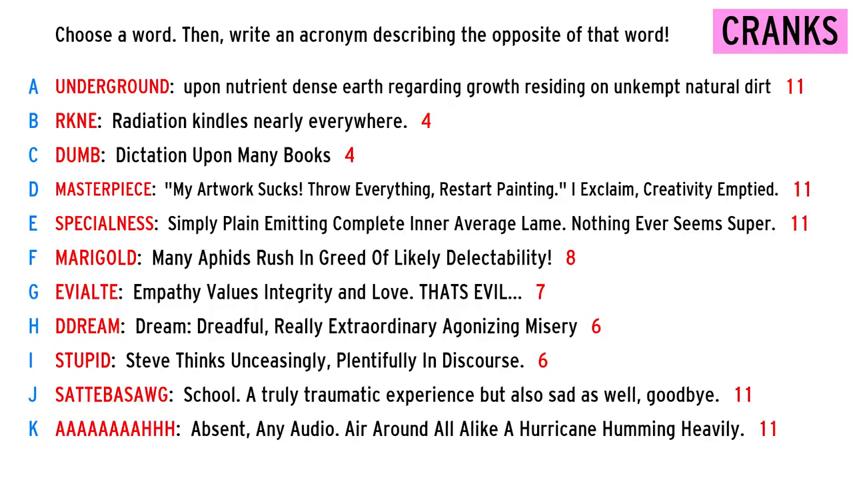 Choose a word. Then, write an acronym describing the opposite of that word!
CRANKS
A UNDERGROUND: upon nutrient dense earth regarding growth residing on unkempt natural dirt 11
B RKNE: Radiation kindles nearly everywhere. 4
C DUMB: Dictation Upon Many Books 4
D MASTERPIECE: "My Artwork Sucks! Throw Everything, Restart Painting." I Exclaim, Creativity Emptied. 11
E SPECIALNESS: Simply Plain Emitting Complete Inner Average Lame. Nothing Ever Seems Super. 11
F MARIGOLD: Many Aphids Rush In Greed Of Likely Delectability! 8
G EVIALTE: Empathy Values Integrity and Love. THATS EVIL... 7
H DDREAM: Dream: Dreadful, Really Extraordinary Agonizing Misery 6
I STUPID: Steve Thinks Unceasingly, Plentifully In Discourse. 6
J SATTEBASAWG: School. A truly traumatic experience but also sad as well, goodbye. 11
K AAAAAAAAHHH: Absent, Any Audio. Air Around All Alike A Hurricane Humming Heavily. 11